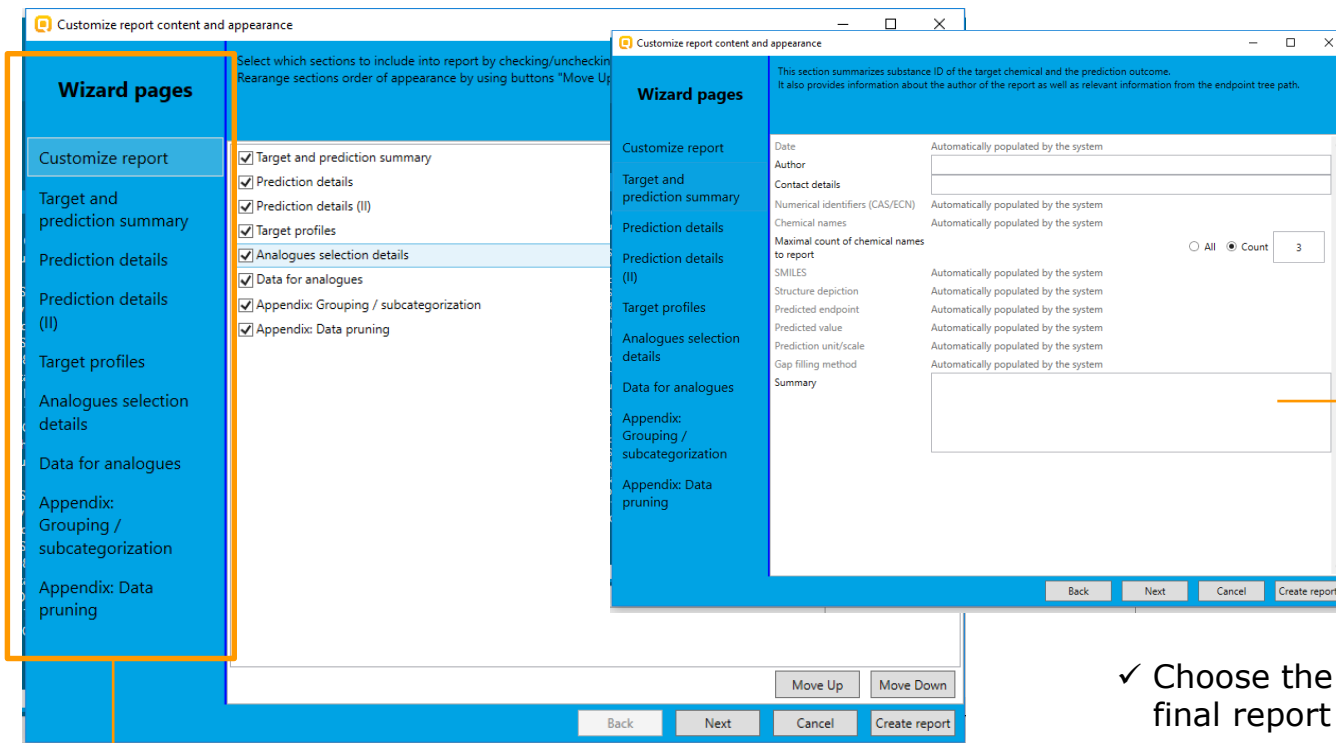 Customize report content and appearance
Wizard pages
Select which sections to include into report by checking/uncheckin
Rearange sections order of appearance by using buttons "Move Up
Customize report
Target and
prediction summary
Prediction details
Prediction details
(II)
Target profiles
Analogues selection
details
Data for analogues
Appendix:
Grouping /
subcategorization
Appendix: Data
pruning
Target and prediction summary
Prediction details
Prediction details (II)
Target profiles
Analogues selection details
Data for analogues
Appendix: Grouping / subcategorization
Appendix: Data pruning
Move Up Move Down
Back Next Cancel Create report
Customize report content and appearance
Wizard pages
This section summarizes substance ID of the target chemical and the prediction outcome.
It also provides information about the author of the report as well as relevant information from the endpoint tree path.
Customize report
Target and
prediction summary
Prediction details
Prediction details
(II)
Target profiles
Analogues selection
details
Data for analogues
Appendix:
Grouping /
subcategorization
Appendix: Data
pruning
Date Automatically populated by the system
Author
Contact details
Numerical identifiers (CAS/ECN) Automatically populated by the system
Chemical names Automatically populated by the system
Maximal count of chemical names
to report All Count 3
SMILES Automatically populated by the system
Structure depiction Automatically populated by the system
Predicted endpoint Automatically populated by the system
Predicted value Automatically populated by the system
Prediction unit/scale Automatically populated by the system
Gap filling method Automatically populated by the system
Summary
Back Next Cancel Create report
✓ Choose the
final report